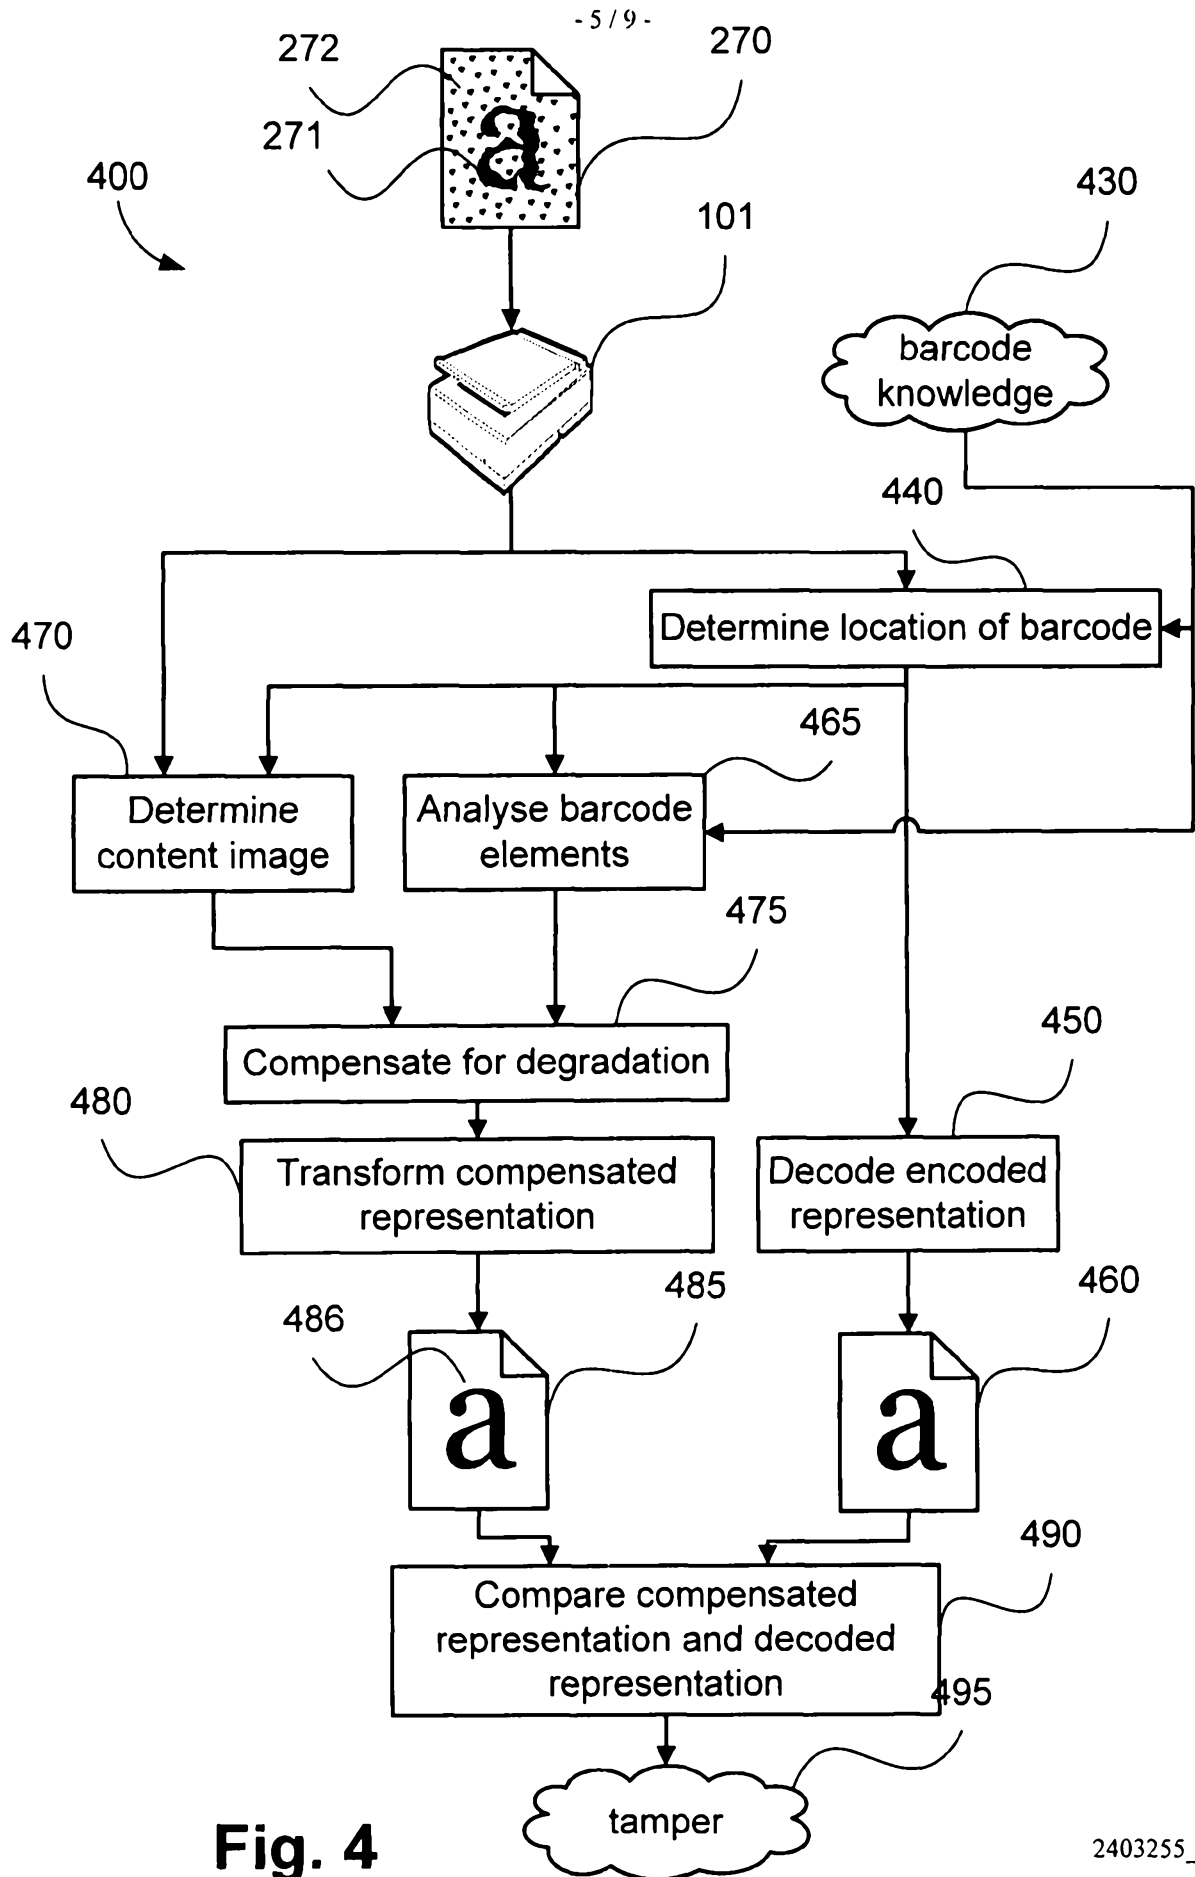 - 5 / 9 -
272
270
271
400
a
101
430
barcode
knowledge
440
Determine location of barcode
470
465
Determine
content image
Analyse barcode
elements
475
Compensate for degradation
450
480
Transform compensated
representation
Decode encoded
representation
486
485
460
a
a
490
Compare compensated
representation and decoded
representation
495
tamper
Fig. 4
2403255_